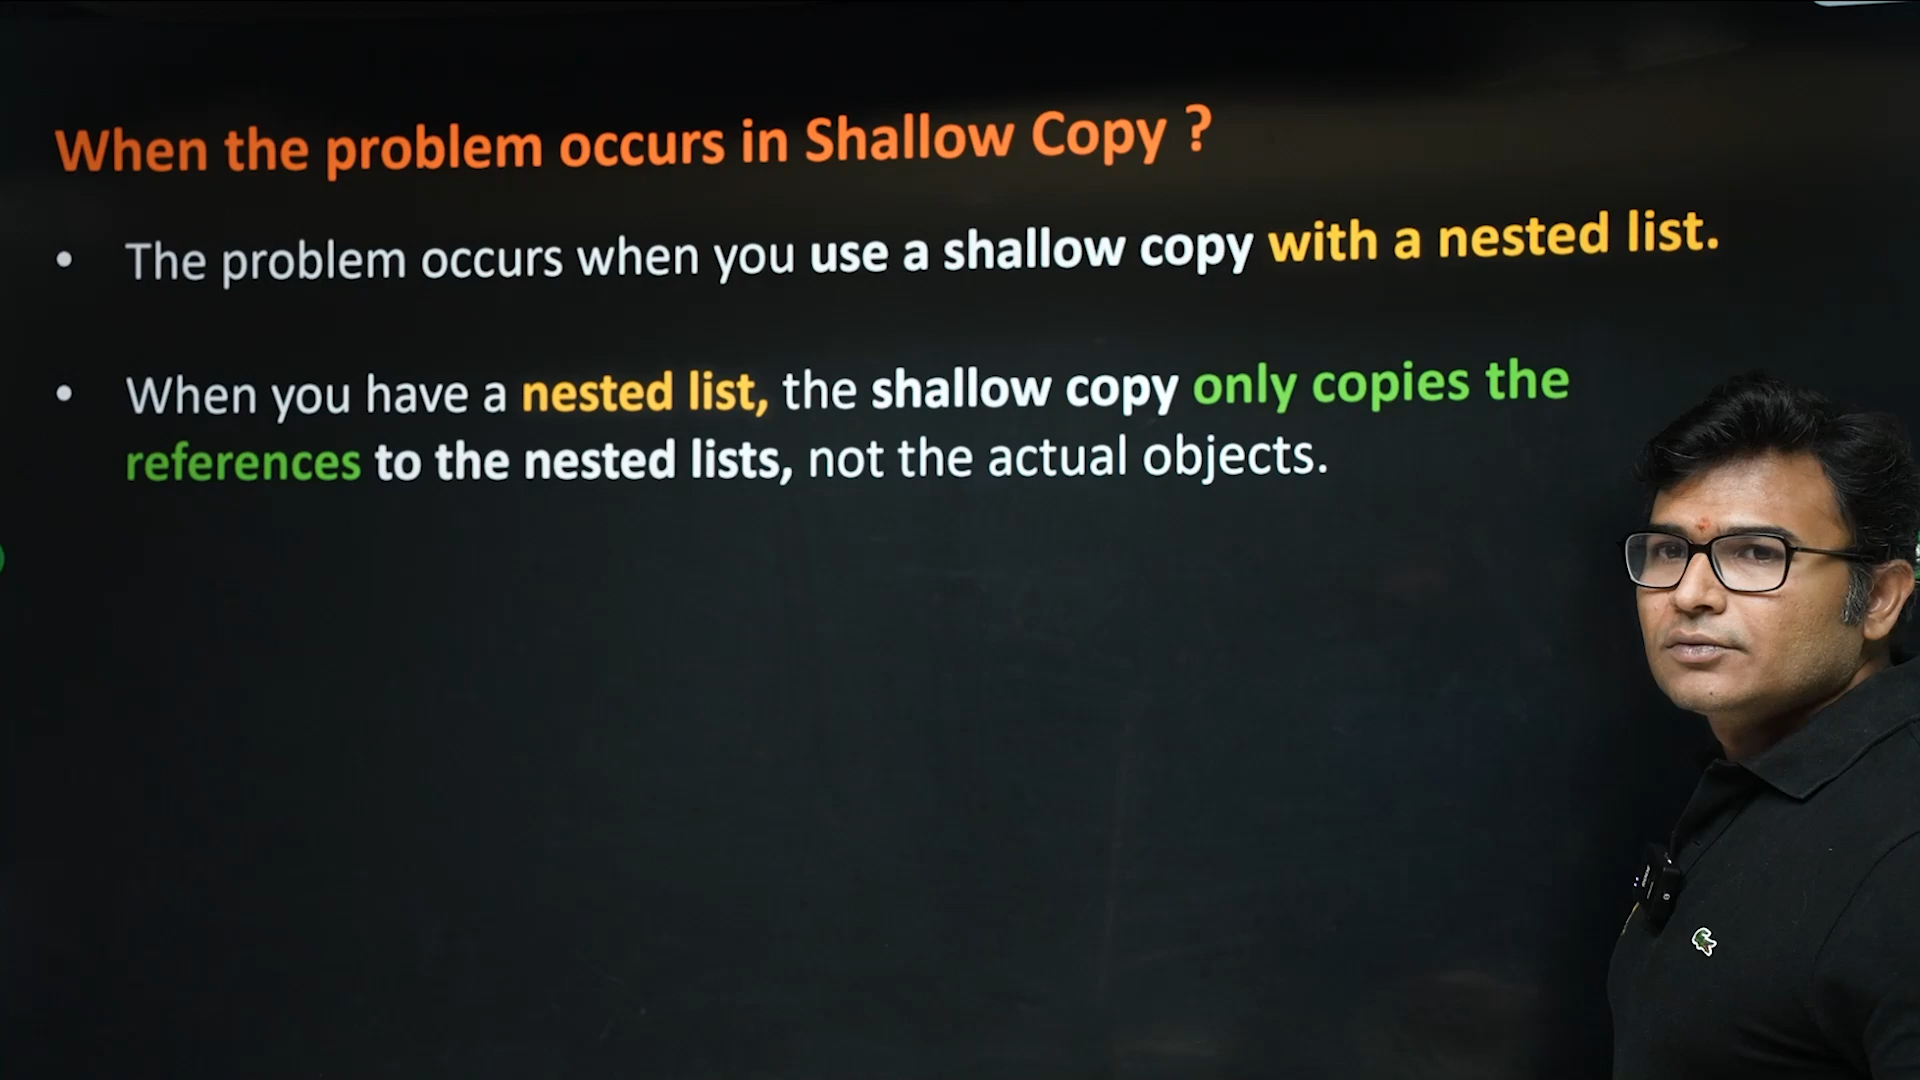 When the problem occurs in Shallow Copy ?
• The problem occurs when you use a shallow copy with a nested list.
• When you have a nested list, the shallow copy only copies the
references to the nested lists, not the actual objects.